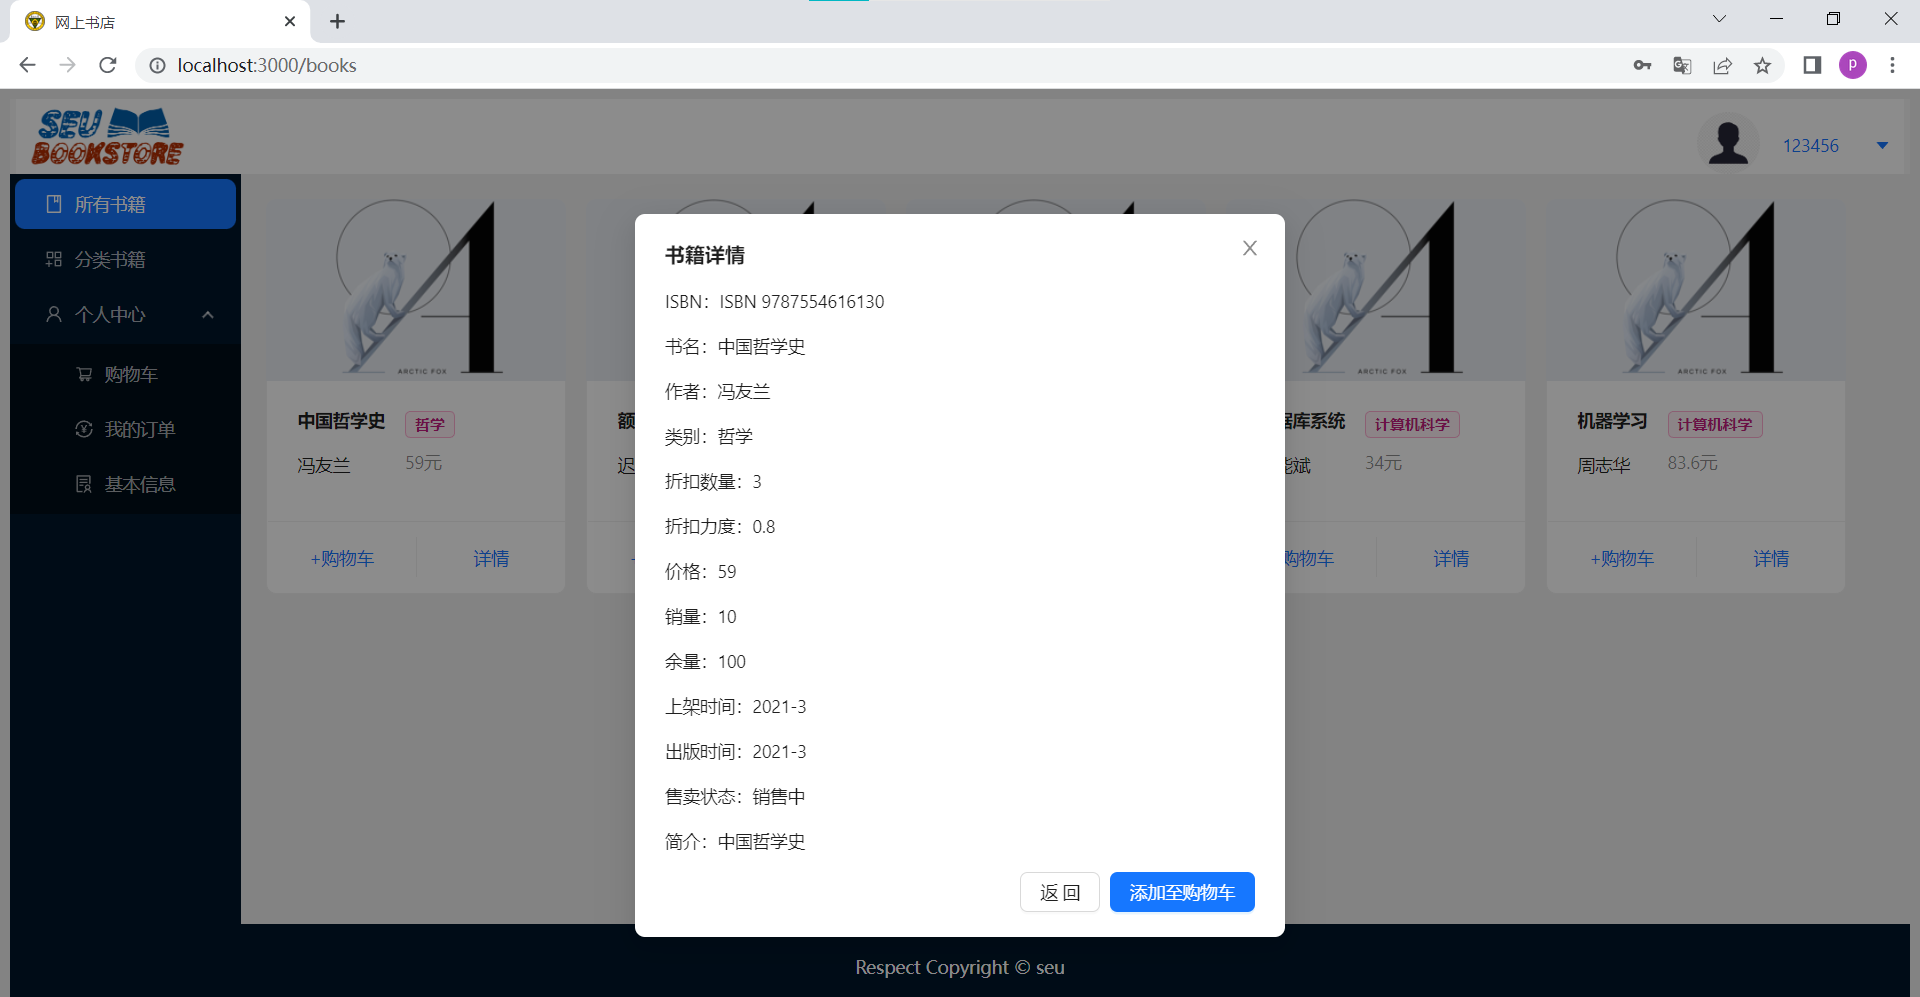 网上书店
localhost:3000/books
P
SEU
BOOKSTORE
123456
所有书籍
分类书籍
个人中心
购物车
我的订单
基本信息
ARCTIC FOX
中国哲学史 哲学
冯友兰 59元
+购物车 详情
额
迟
书籍详情
ISBN：ISBN 9787554616130
书名：中国哲学史
作者：冯友兰
类别：哲学
折扣数量：3
折扣力度：0.8
价格：59
销量：10
余量：100
上架时间：2021-3
出版时间：2021-3
售卖状态：销售中
简介：中国哲学史
返 回 添加至购物车
ARCTIC FOX
库系统 计算机科学
斌 34元
购物车 详情
ARCTIC FOX
机器学习 计算机科学
周志华 83.6元
+购物车 详情
Respect Copyright © seu